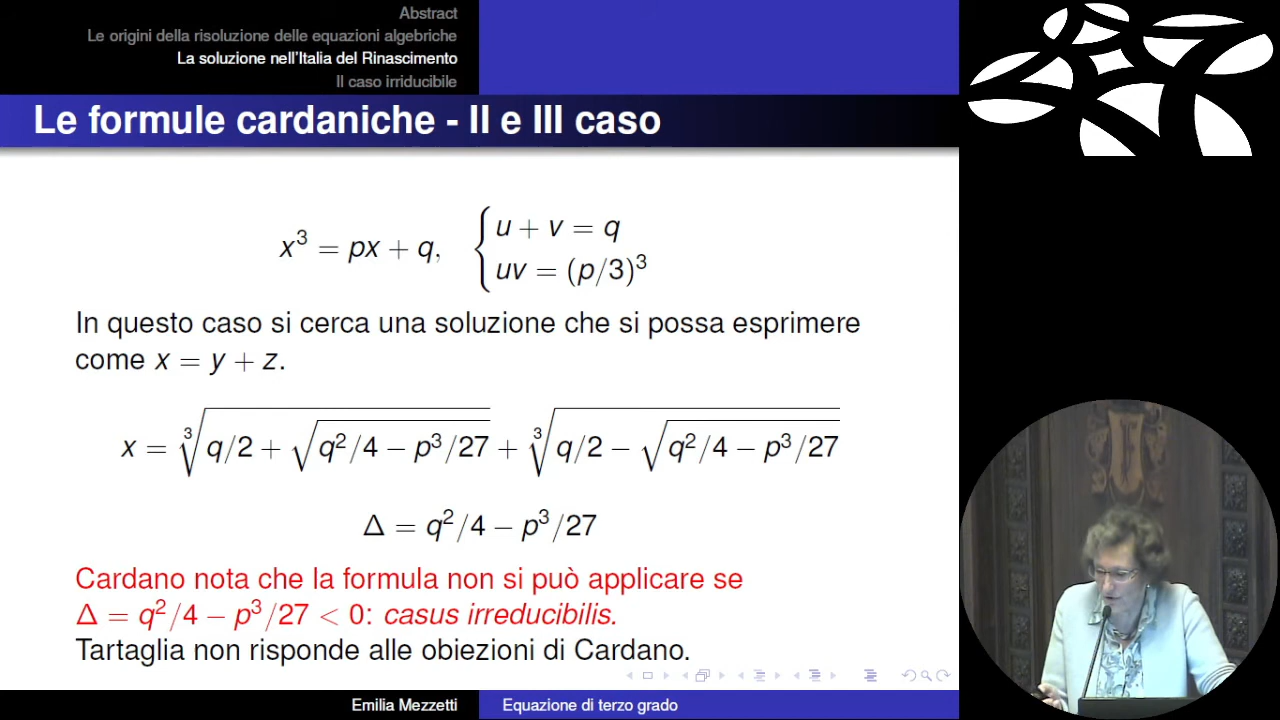 Abstract
Le origini della risoluzione delle equazioni algebriche
La soluzione nell'Italia del Rinascimento
Il caso irriducibile
Le formule cardaniche - II e III caso
x³ = px + q, { u + v = q
uv = (p/3)³
In questo caso si cerca una soluzione che si possa esprimere
come x = y + z.
x = ∛(q/2 + √(q²/4 − p³/27)) + ∛(q/2 − √(q²/4 − p³/27))
Δ = q²/4 − p³/27
Cardano nota che la formula non si può applicare se
Δ = q²/4 − p³/27 < 0: casus irreducibilis.
Tartaglia non risponde alle obiezioni di Cardano.
Emilia Mezzetti Equazione di terzo grado